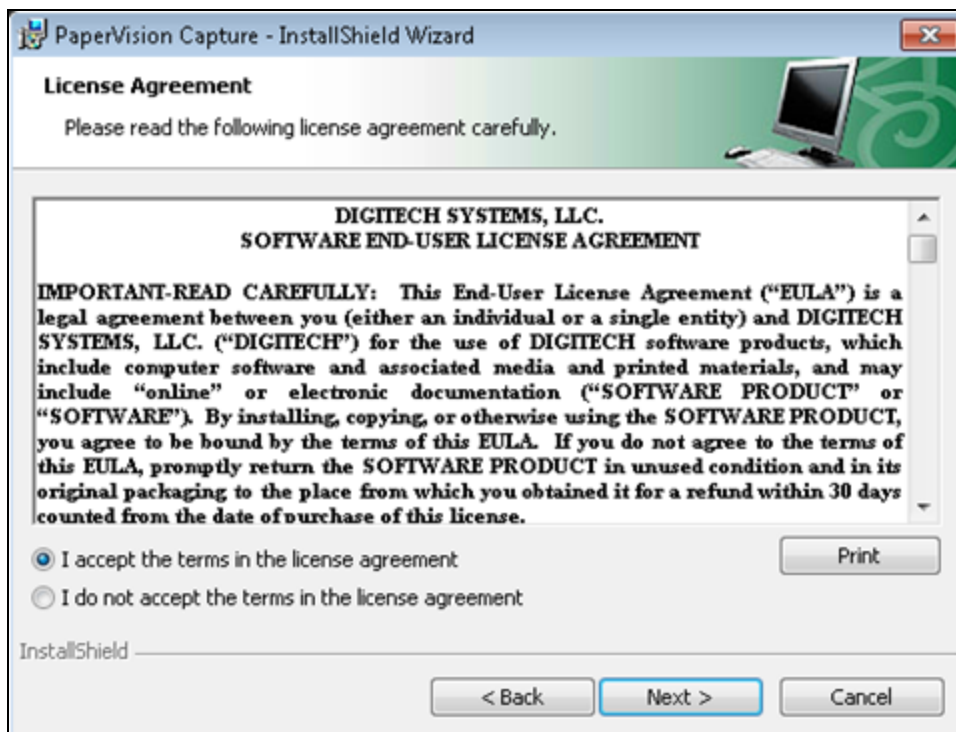 PaperVision Capture - InstallShield Wizard
License Agreement
Please read the following license agreement carefully.
DIGITECH SYSTEMS, LLC.
SOFTWARE END-USER LICENSE AGREEMENT
IMPORTANT-READ CAREFULLY: This End-User License Agreement (“EULA”) is a
legal agreement between you (either an individual or a single entity) and DIGITECH
SYSTEMS, LLC. (“DIGITECH”) for the use of DIGITECH software products, which
include computer software and associated media and printed materials, and may
include “online” or electronic documentation (“SOFTWARE PRODUCT” or
“SOFTWARE”). By installing, copying, or otherwise using the SOFTWARE PRODUCT,
you agree to be bound by the terms of this EULA. If you do not agree to the terms of
this EULA, promptly return the SOFTWARE PRODUCT in unused condition and in its
original packaging to the place from which you obtained it for a refund within 30 days
counted from the date of purchase of this license.
I accept the terms in the license agreement
Print
I do not accept the terms in the license agreement
InstallShield
< Back
Next >
Cancel